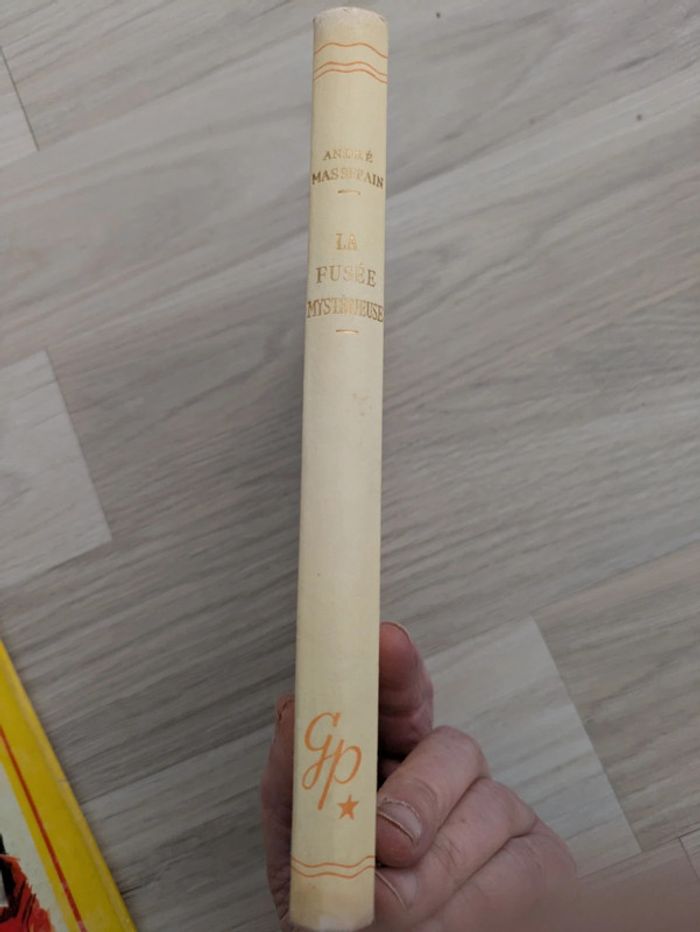 ANDRÉ
MASSEPAIN
LA
FUSÉE
MYSTÉRIEUSE
GP